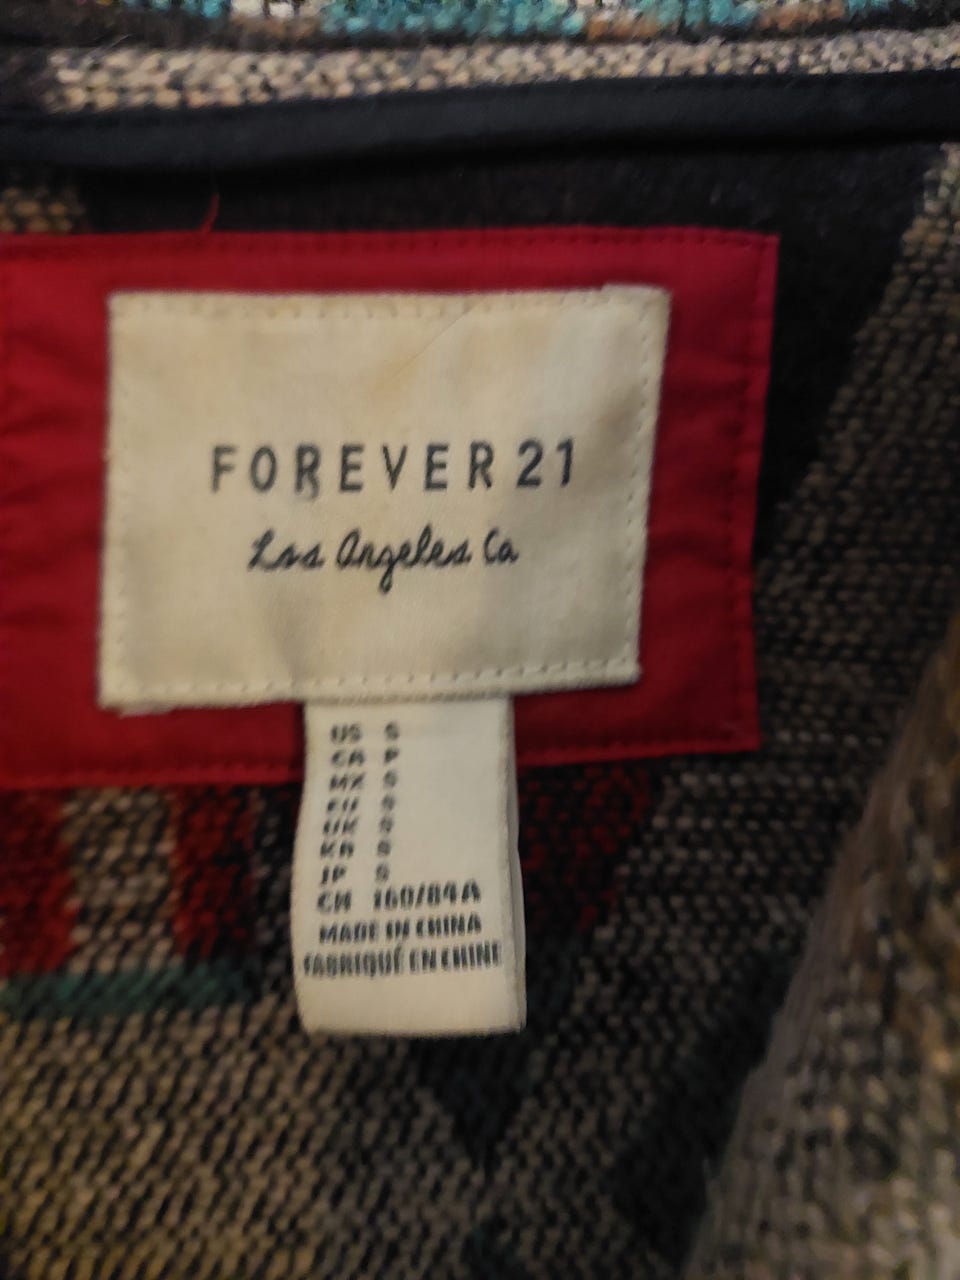 FOREVER 21
Los Angeles Ca
US S
CA P
MX S
EU S
UK S
KR S
JP S
CH 160/84A
MADE IN CHINA
FABRIQUÉ EN CHINE